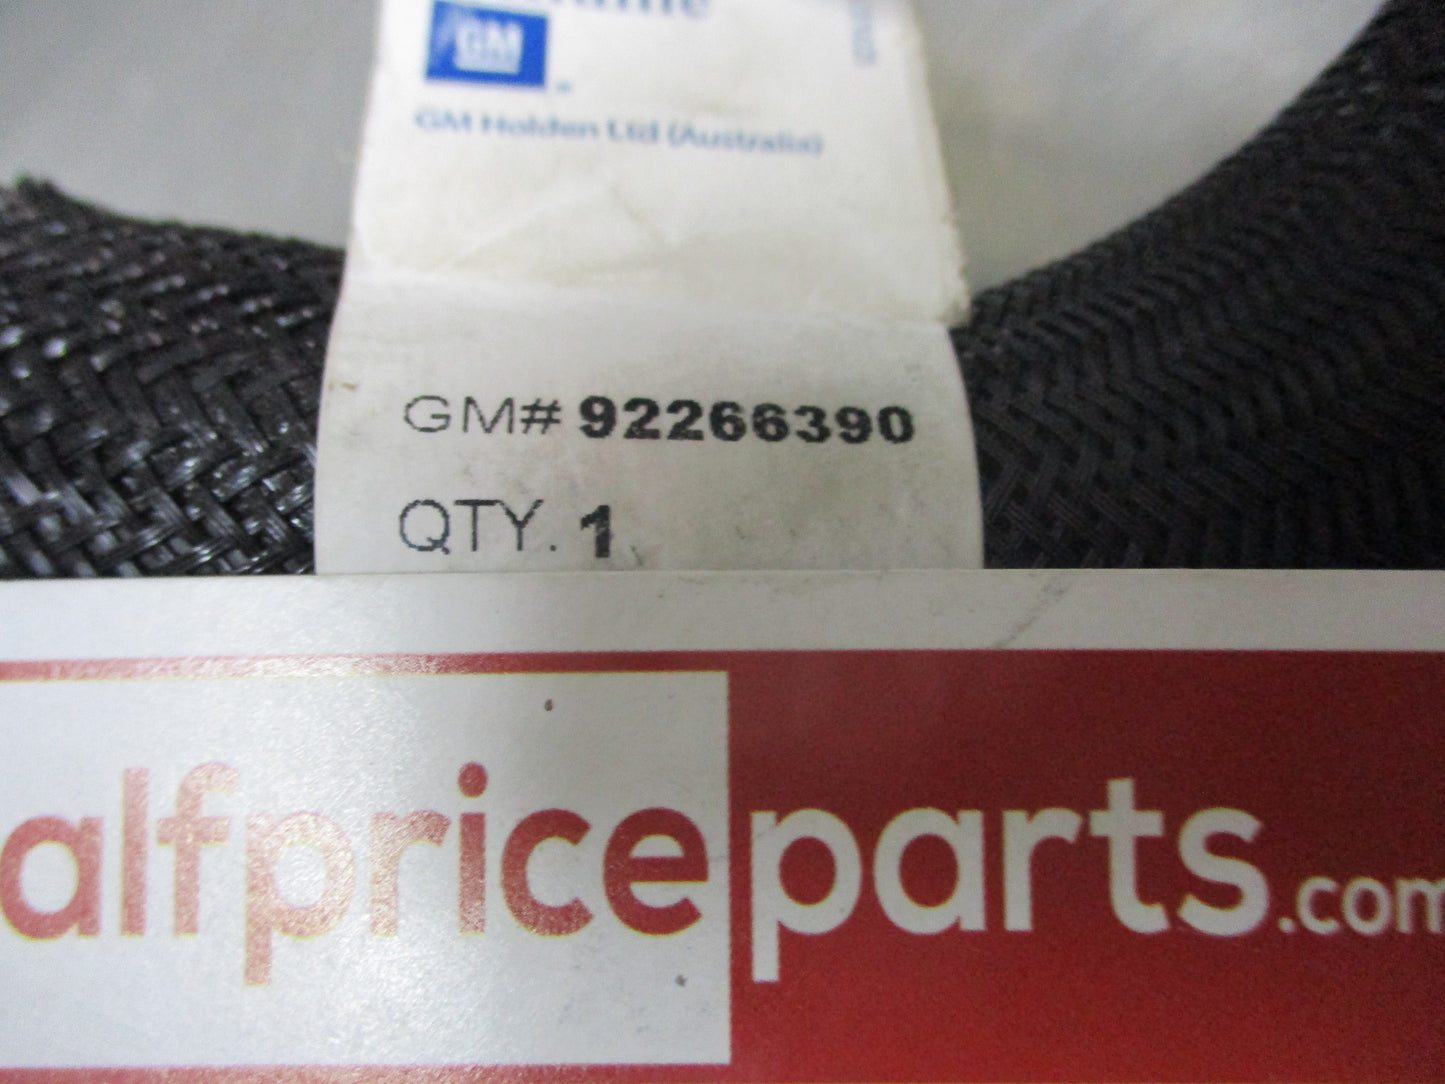 GM
GM Holden Ltd (Australia)
GM# 92266390
QTY. 1
alfpriceparts.com